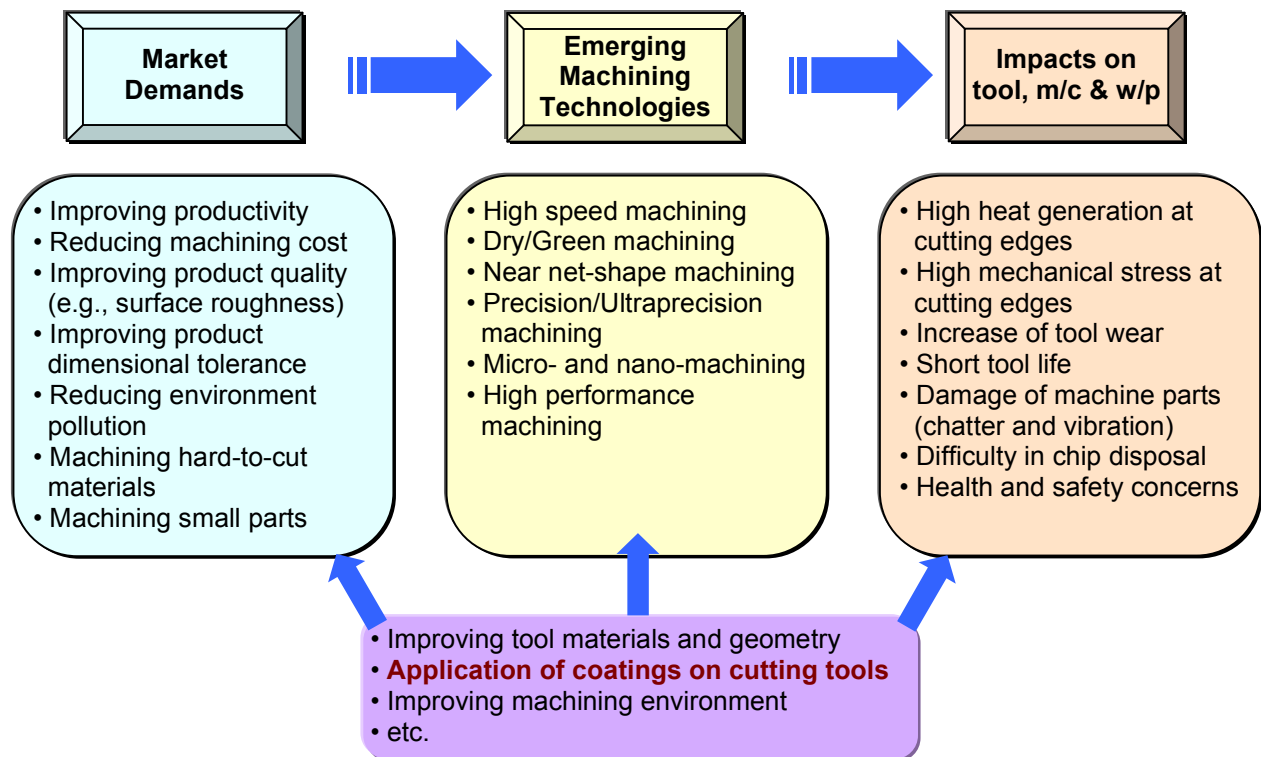 Market
Demands
Emerging
Machining
Technologies
Impacts on
tool, m/c & w/p
• Improving productivity
• Reducing machining cost
• Improving product quality
(e.g., surface roughness)
• Improving product
dimensional tolerance
• Reducing environment
pollution
• Machining hard-to-cut
materials
• Machining small parts
• High speed machining
• Dry/Green machining
• Near net-shape machining
• Precision/Ultraprecision
machining
• Micro- and nano-machining
• High performance
machining
• High heat generation at
cutting edges
• High mechanical stress at
cutting edges
• Increase of tool wear
• Short tool life
• Damage of machine parts
(chatter and vibration)
• Difficulty in chip disposal
• Health and safety concerns
• Improving tool materials and geometry
• Application of coatings on cutting tools
• Improving machining environment
• etc.